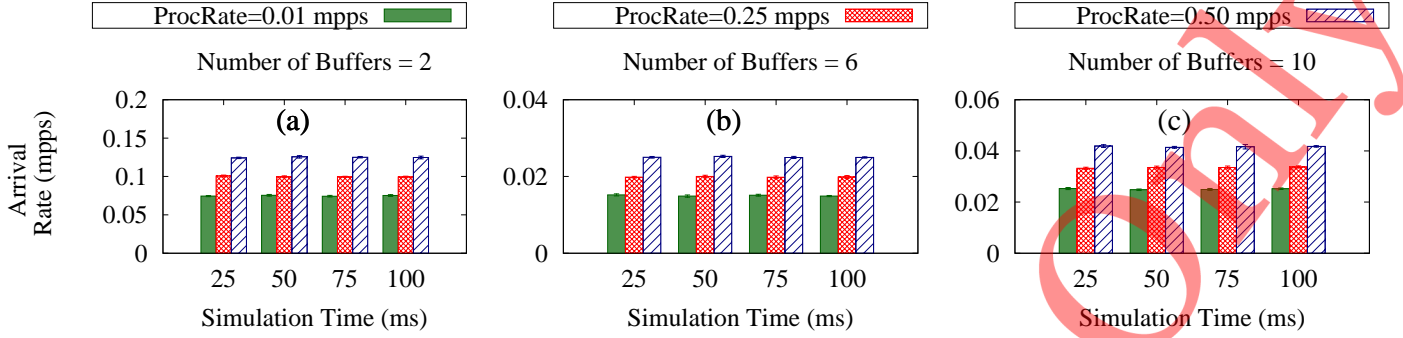 ProcRate=0.01 mpps
ProcRate=0.25 mpps
ProcRate=0.50 mpps
Number of Buffers = 2
Number of Buffers = 6
Number of Buffers = 10
Arrival
Rate (mpps)
0.2
0.15
0.1
0.05
0
(a)
25 50 75 100
Simulation Time (ms)
0.04
0.02
0
(b)
25 50 75 100
Simulation Time (ms)
0.06
0.04
0.02
0
(c)
25 50 75 100
Simulation Time (ms)
only